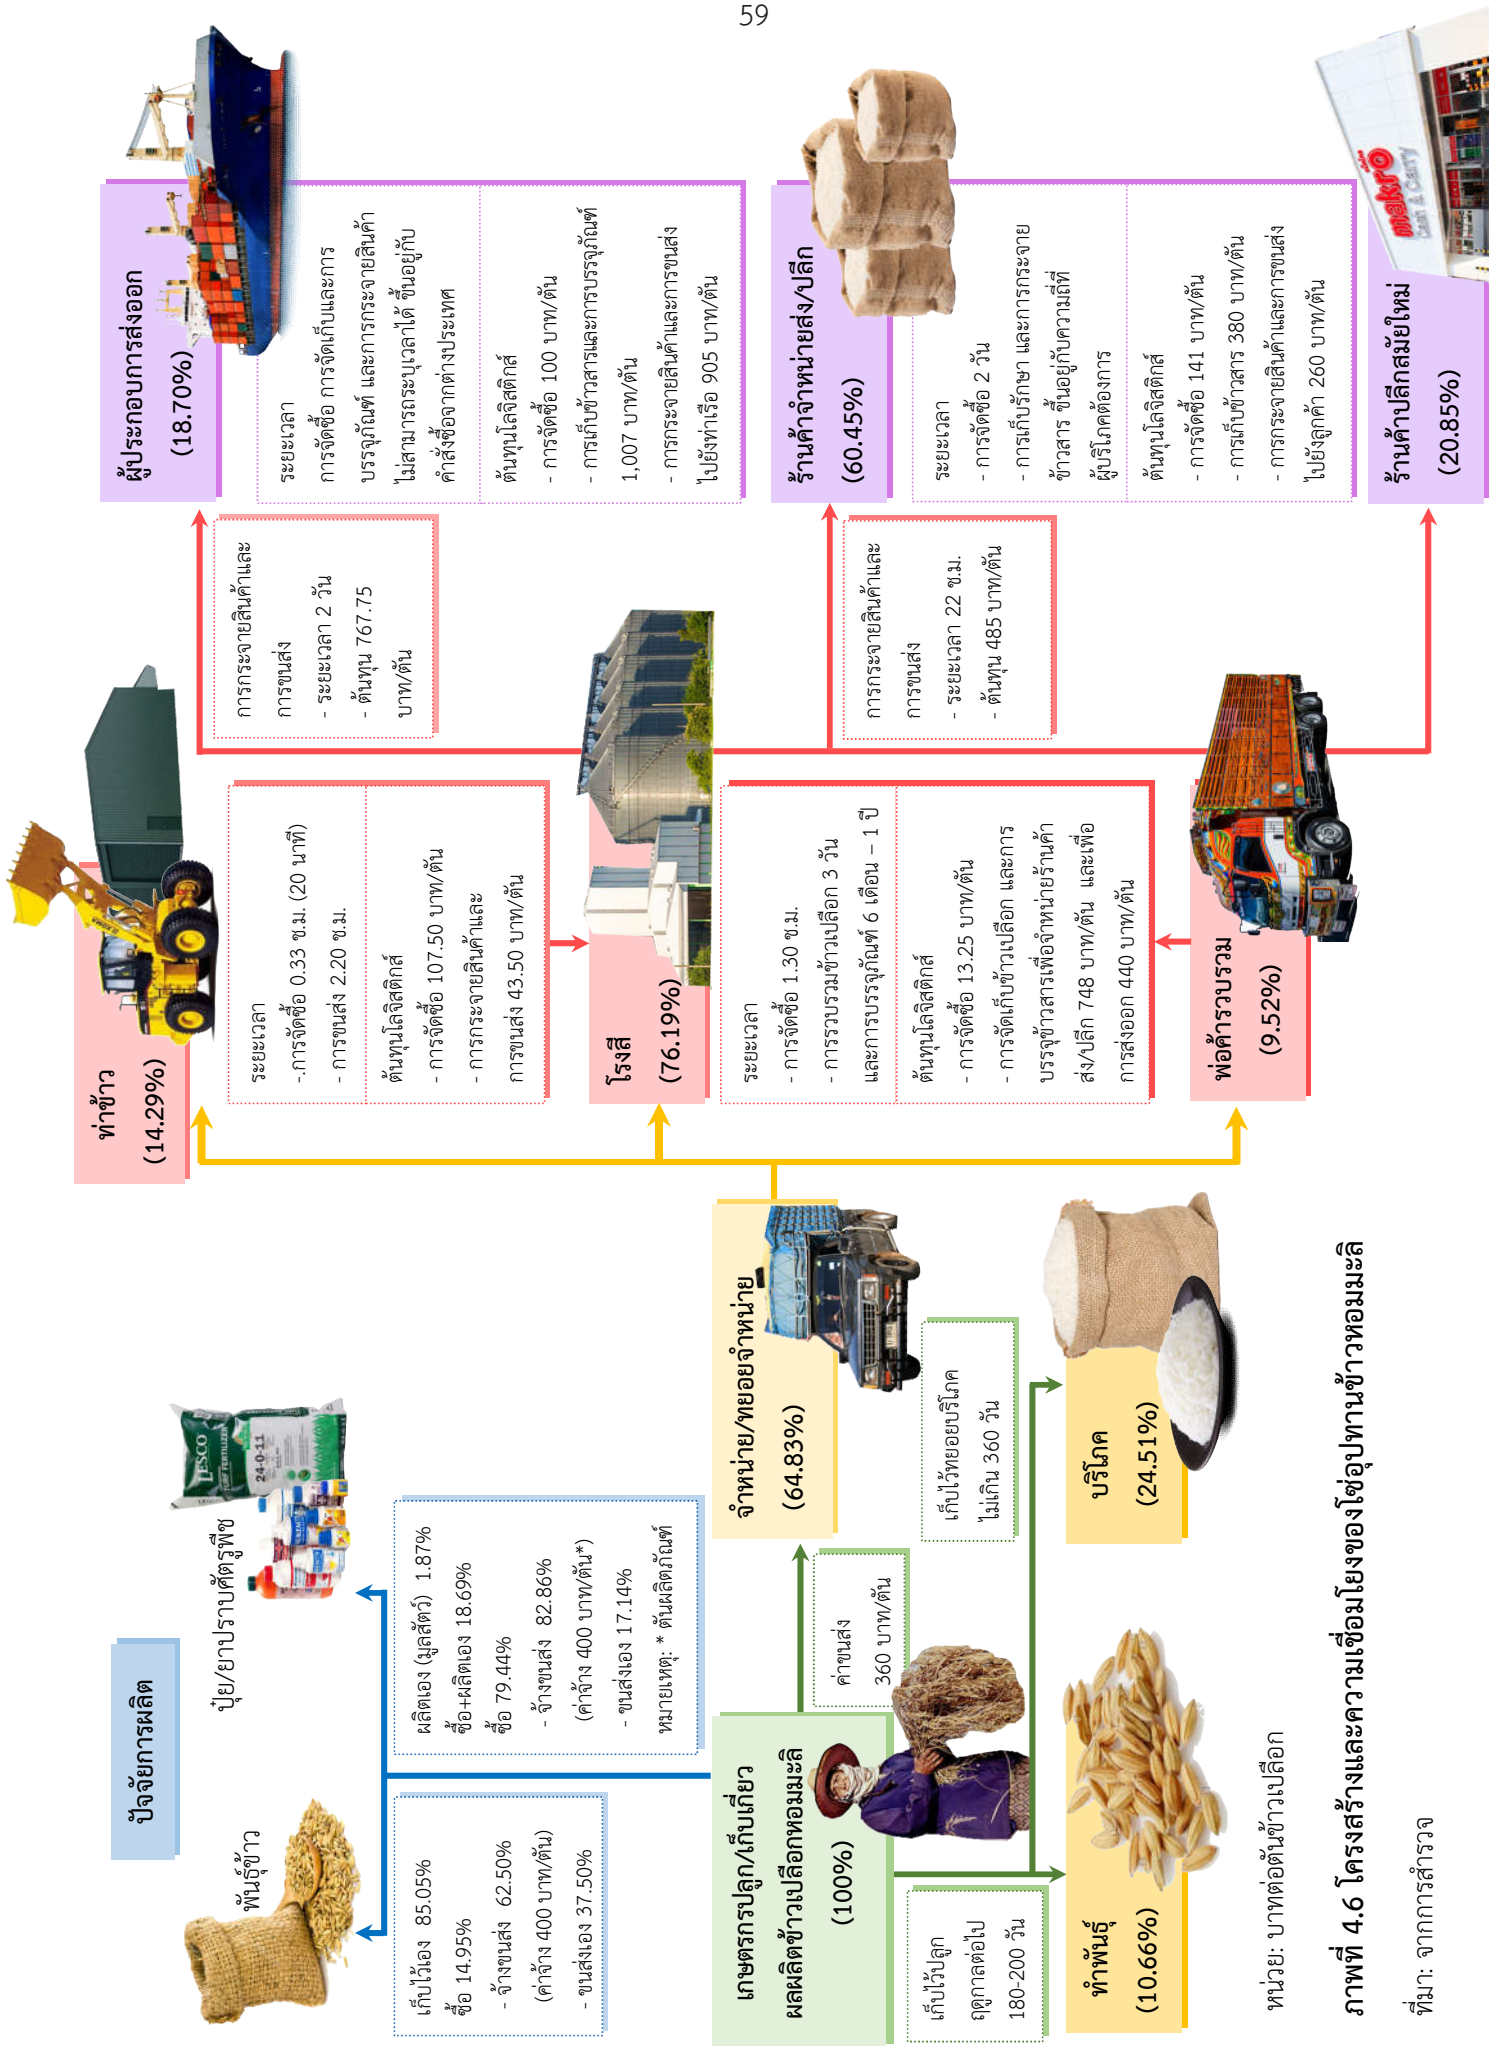 59
ปัจจัยการผลิต
พันธุ์ข้าว
ปุ๋ย/ยาปราบศัตรูพืช
LESCO
TURF FERTILIZER
24-0-11
เก็บไว้เอง 85.05%
ซื้อ 14.95%
- จ้างขนส่ง 62.50%
(ค่าจ้าง 400 บาท/ตัน)
- ขนส่งเอง 37.50%
ผลิตเอง (มูลสัตว์) 1.87%
ซื้อ+ผลิตเอง 18.69%
ซื้อ 79.44%
- จ้างขนส่ง 82.86%
(ค่าจ้าง 400 บาท/ตัน*)
- ขนส่งเอง 17.14%
หมายเหตุ: * ตันผลิตภัณฑ์
เกษตรกรปลูก/เก็บเกี่ยว
ผลผลิตข้าวเปลือกหอมมะลิ
(100%)
ค่าขนส่ง
360 บาท/ตัน
จำหน่าย/ทยอยจำหน่าย
(64.83%)
เก็บไว้ปลูก
ฤดูกาลต่อไป
180-200 วัน
เก็บไว้ทยอยบริโภค
ไม่เกิน 360 วัน
ทำพันธุ์
(10.66%)
บริโภค
(24.51%)
ท่าข้าว
(14.29%)
ระยะเวลา
-.การจัดซื้อ 0.33 ช.ม. (20 นาที)
- การขนส่ง 2.20 ช.ม.
ต้นทุนโลจิสติกส์
- การจัดซื้อ 107.50 บาท/ตัน
- การกระจายสินค้าและ
การขนส่ง 43.50 บาท/ตัน
โรงสี
(76.19%)
ระยะเวลา
- การจัดซื้อ 1.30 ช.ม.
- การรวบรวมข้าวเปลือก 3 วัน
และการบรรจุภัณฑ์ 6 เดือน – 1 ปี
ต้นทุนโลจิสติกส์
- การจัดซื้อ 13.25 บาท/ตัน
- การจัดเก็บข้าวเปลือก และการ
บรรจุข้าวสารเพื่อจำหน่ายร้านค้า
ส่ง/ปลีก 748 บาท/ตัน และเพื่อ
การส่งออก 440 บาท/ตัน
พ่อค้ารวบรวม
(9.52%)
การกระจายสินค้าและ
การขนส่ง
- ระยะเวลา 2 วัน
- ต้นทุน 767.75
บาท/ตัน
การกระจายสินค้าและ
การขนส่ง
- ระยะเวลา 22 ช.ม.
- ต้นทุน 485 บาท/ตัน
ผู้ประกอบการส่งออก
(18.70%)
ระยะเวลา
การจัดซื้อ การจัดเก็บและการ
บรรจุภัณฑ์ และการกระจายสินค้า
ไม่สามารถระบุเวลาได้ ขึ้นอยู่กับ
คำสั่งซื้อจากต่างประเทศ
ต้นทุนโลจิสติกส์
- การจัดซื้อ 100 บาท/ตัน
- การเก็บข้าวสารและการบรรจุภัณฑ์
1,007 บาท/ตัน
- การกระจายสินค้าและการขนส่ง
ไปยังท่าเรือ 905 บาท/ตัน
ร้านค้าจำหน่ายส่ง/ปลีก
(60.45%)
ระยะเวลา
- การจัดซื้อ 2 วัน
- การเก็บรักษา และการกระจาย
ข้าวสาร ขึ้นอยู่กับความถี่ที่
ผู้บริโภคต้องการ
ต้นทุนโลจิสติกส์
- การจัดซื้อ 141 บาท/ตัน
- การเก็บข้าวสาร 380 บาท/ตัน
- การกระจายสินค้าและการขนส่ง
ไปยังลูกค้า 260 บาท/ตัน
ร้านค้าปลีกสมัยใหม่
(20.85%)
makro
cash & carry
หน่วย: บาทต่อตันข้าวเปลือก
ภาพที่ 4.6 โครงสร้างและความเชื่อมโยงของโซ่อุปทานข้าวหอมมะลิ
ที่มา: จากการสำรวจ